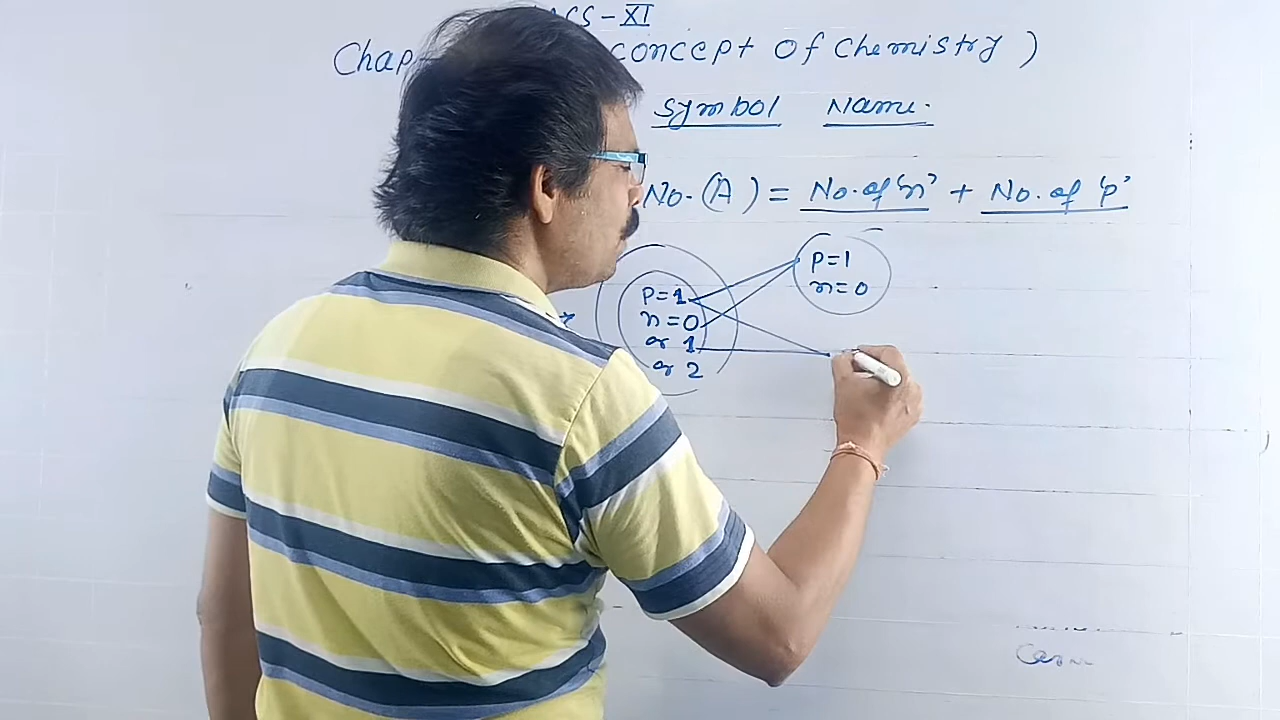 -XI
Chap concept of chemistry )
symbol Name.
No. (A) = No. of 'n' + No. of 'p'
p=1
n=0
p=1
n=0
or 1
or 2